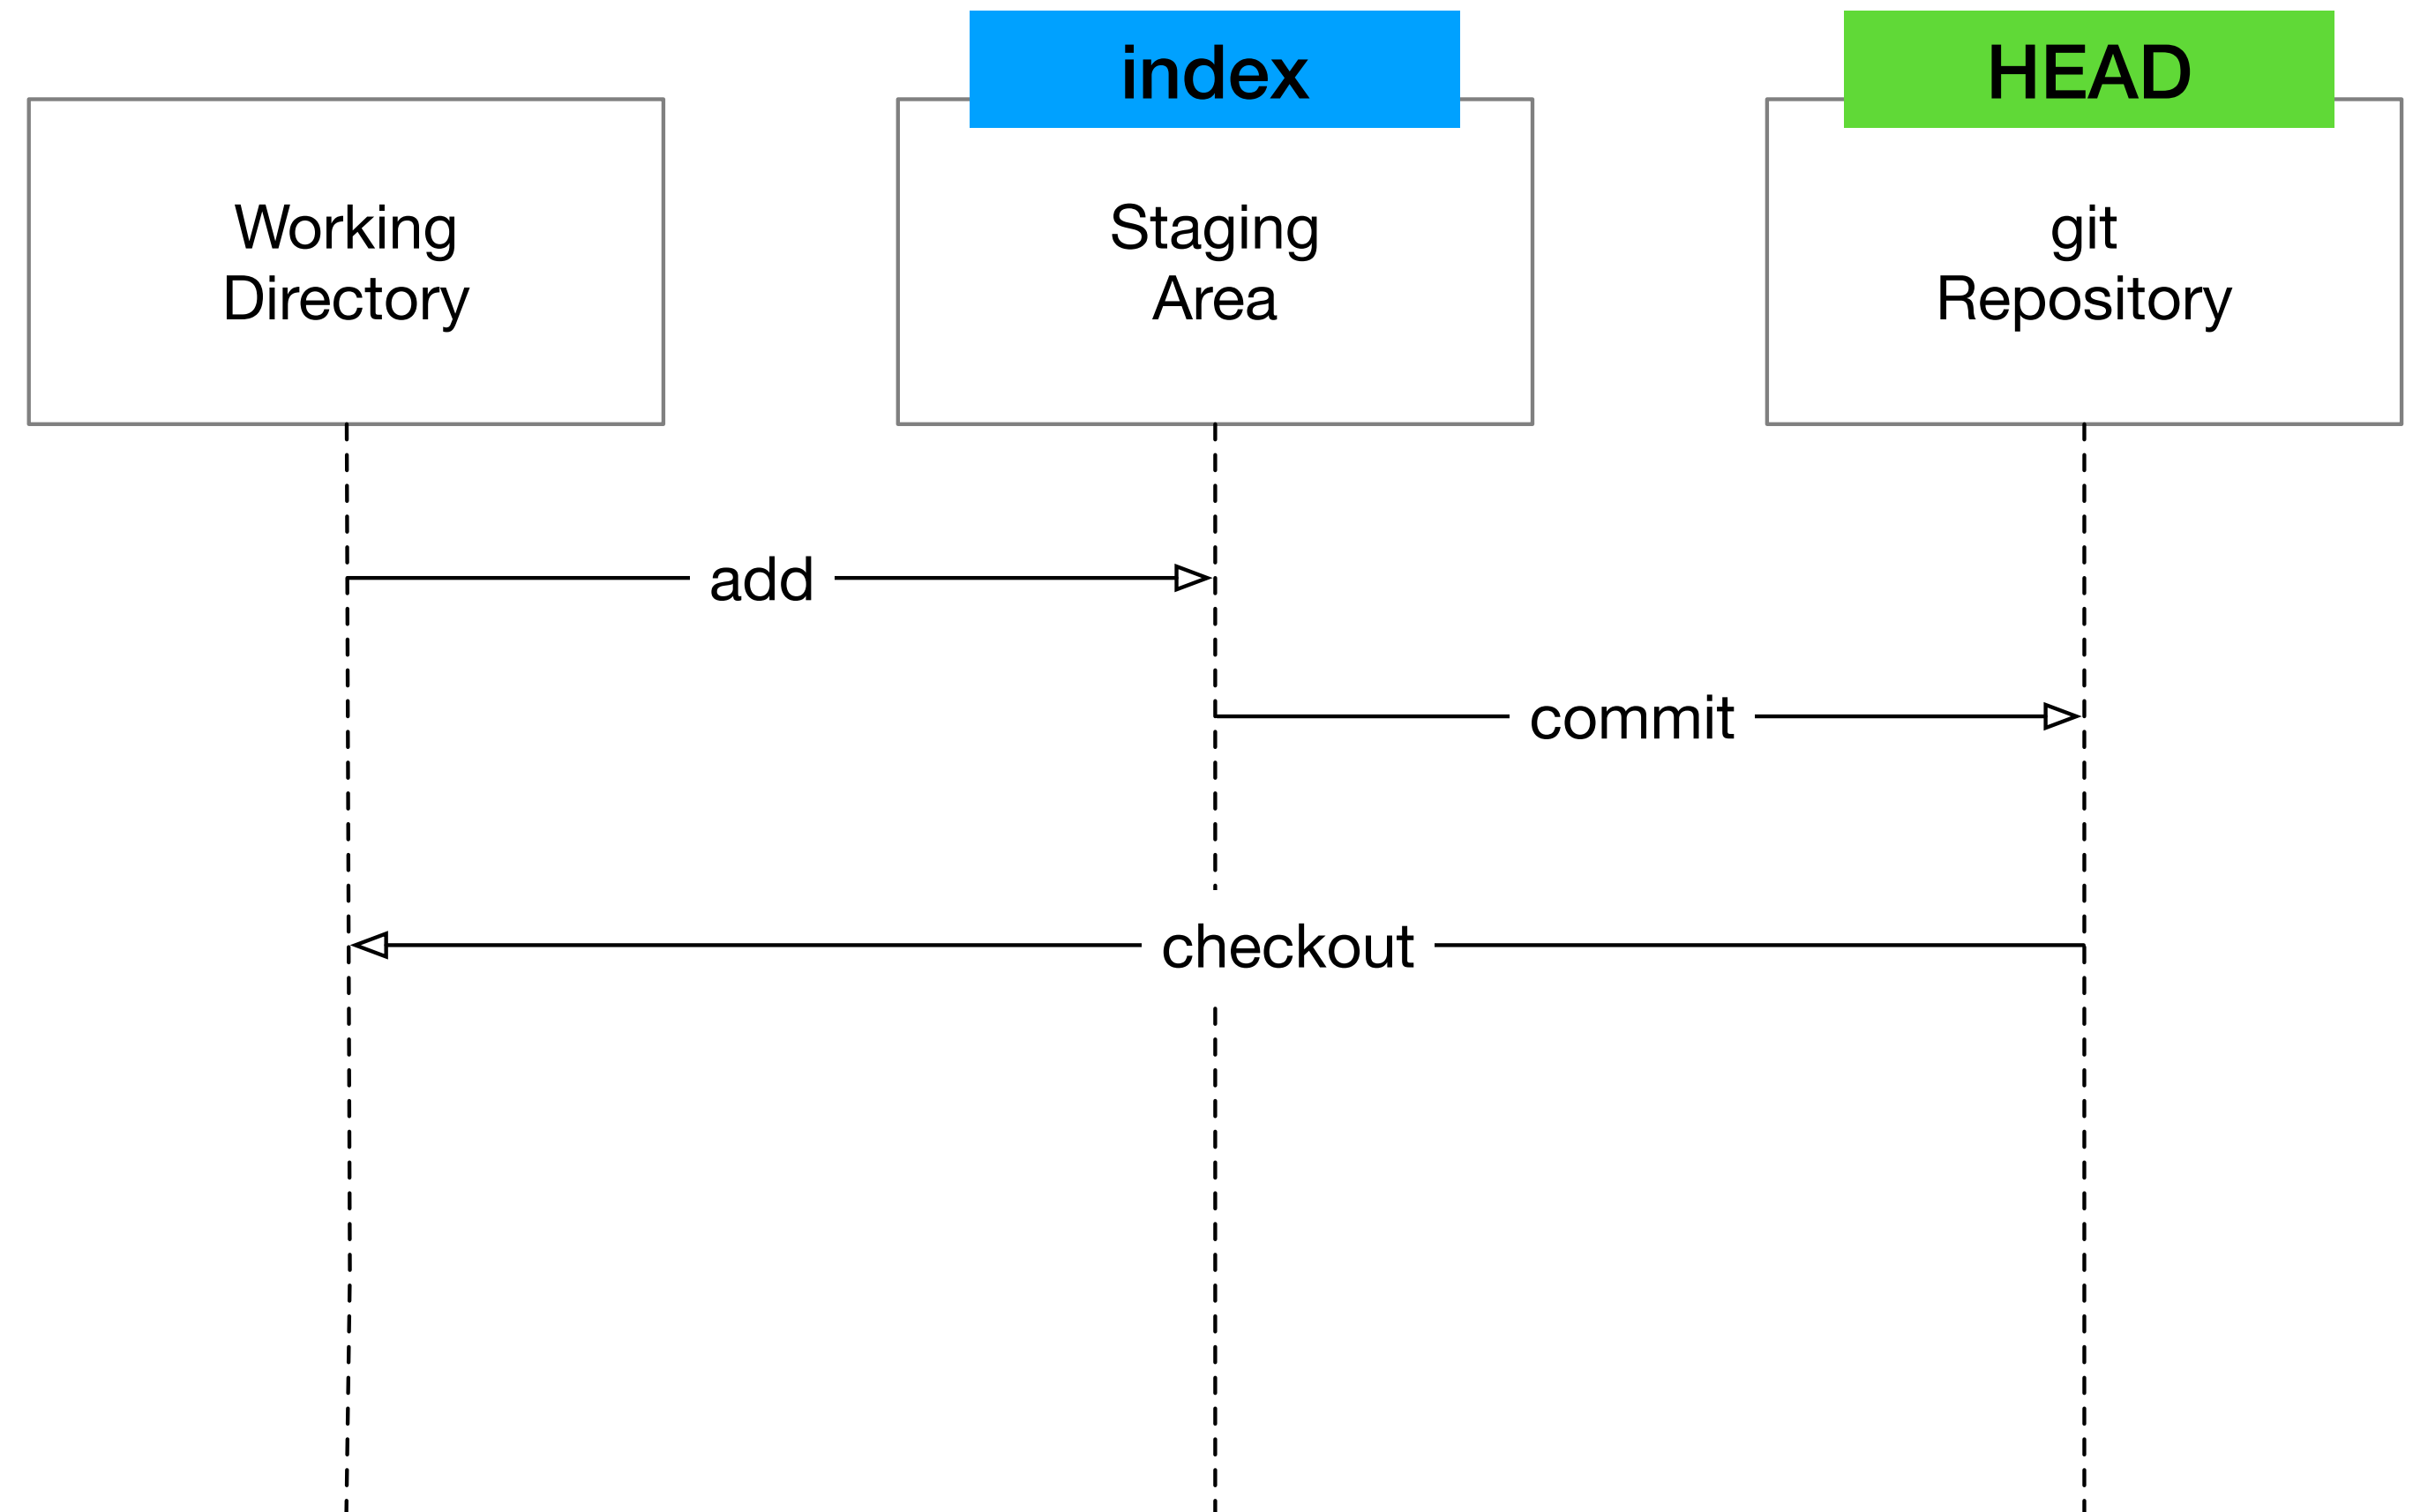 index
HEAD
Working
Directory
Staging
Area
git
Repository
add
commit
checkout